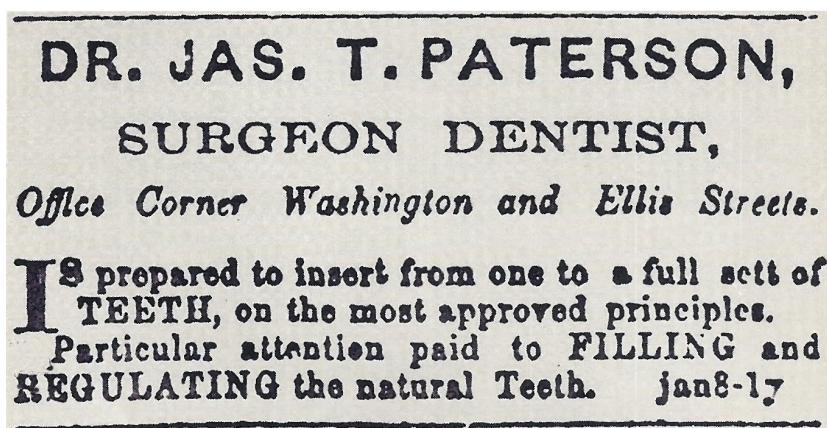 DR. JAS. T. PATERSON,
SURGEON DENTIST,
Office Corner Washington and Ellis Streets.
IS prepared to insert from one to a full sett of
TEETH, on the most approved principles.
Particular attention paid to FILLING and
REGULATING the natural Teeth. jan8-17